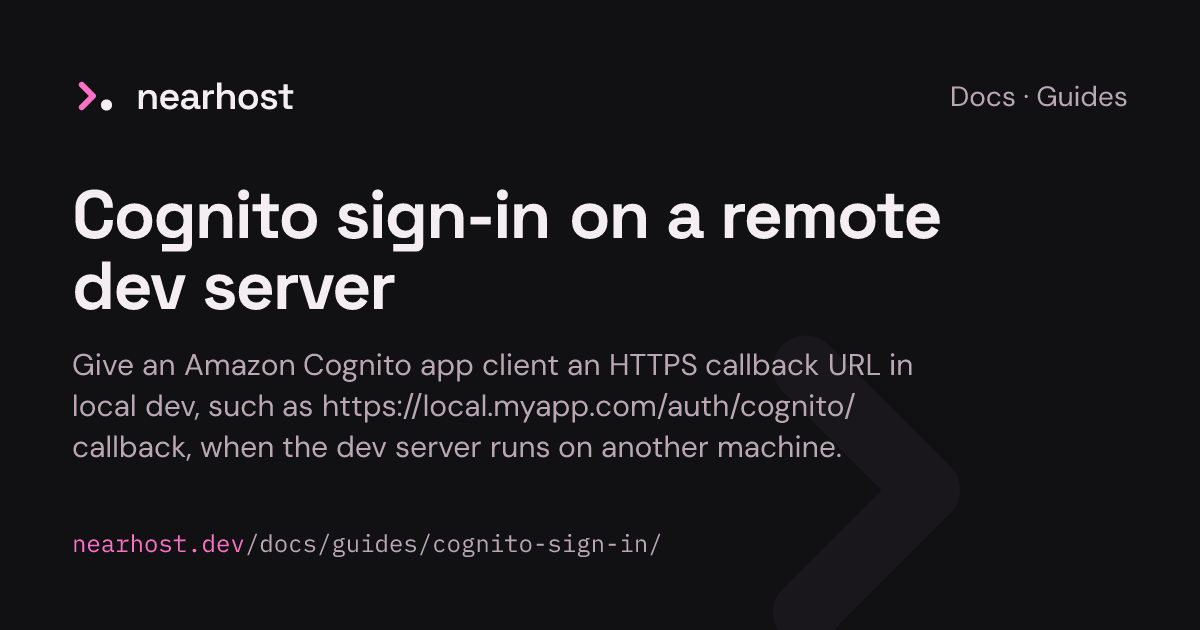 nearhost
Docs · Guides
Cognito sign-in on a remote
dev server
Give an Amazon Cognito app client an HTTPS callback URL in
local dev, such as https://local.myapp.com/auth/cognito/
callback, when the dev server runs on another machine.
nearhost.dev/docs/guides/cognito-sign-in/